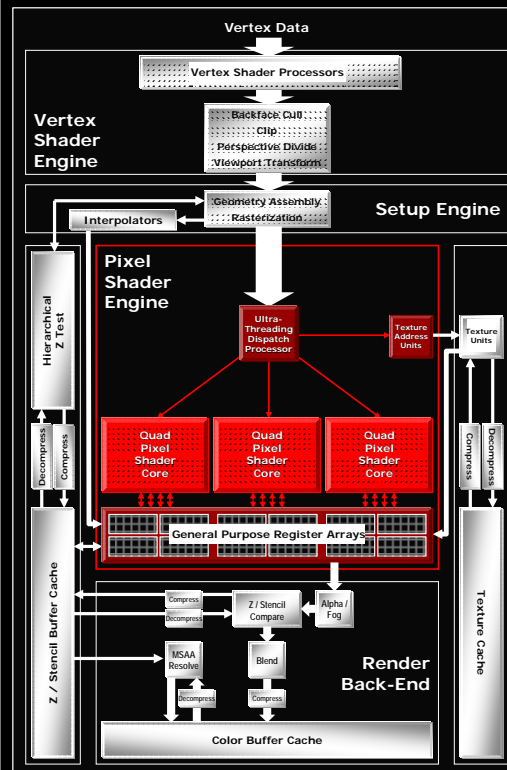 Vertex Data
Vertex Shader Processors
Vertex
Shader
Engine
Backface Cull
Clip
Perspective Divide
Viewport Transform
Geometry Assembly
Rasterization
Setup Engine
Interpolators
Pixel
Shader
Engine
Hierarchical
Z Test
Ultra-
Threading
Dispatch
Processor
Texture
Address
Units
Texture
Units
Quad
Pixel
Shader
Core
Quad
Pixel
Shader
Core
Quad
Pixel
Shader
Core
Decompress
Compress
Compress
Decompress
General Purpose Register Arrays
Z / Stencil Buffer Cache
Compress
Decompress
Z / Stencil
Compare
Alpha /
Fog
MSAA
Resolve
Blend
Render
Back-End
Decompress
Compress
Color Buffer Cache
Texture Cache